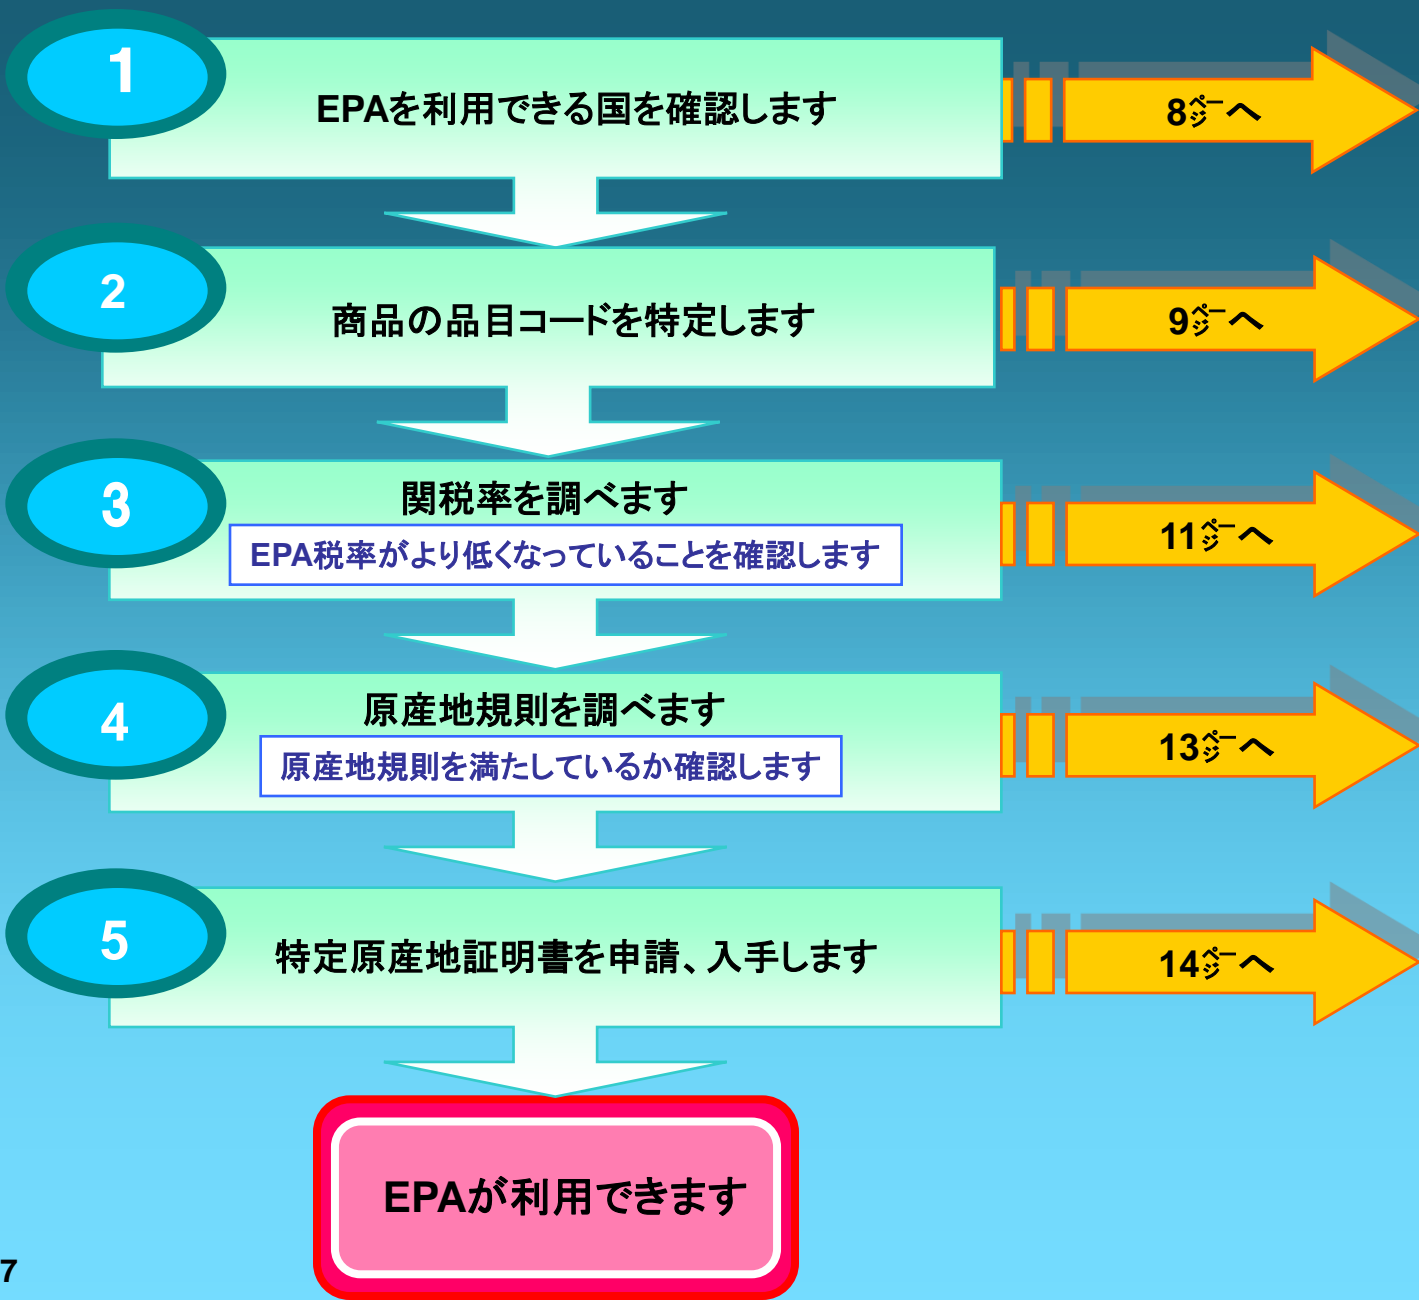 1
EPAを利用できる国を確認します
8ページへ
2
商品の品目コードを特定します
9ページへ
3
関税率を調べます
EPA税率がより低くなっていることを確認します
11ページへ
4
原産地規則を調べます
原産地規則を満たしているか確認します
13ページへ
5
特定原産地証明書を申請、入手します
14ページへ
EPAが利用できます
7